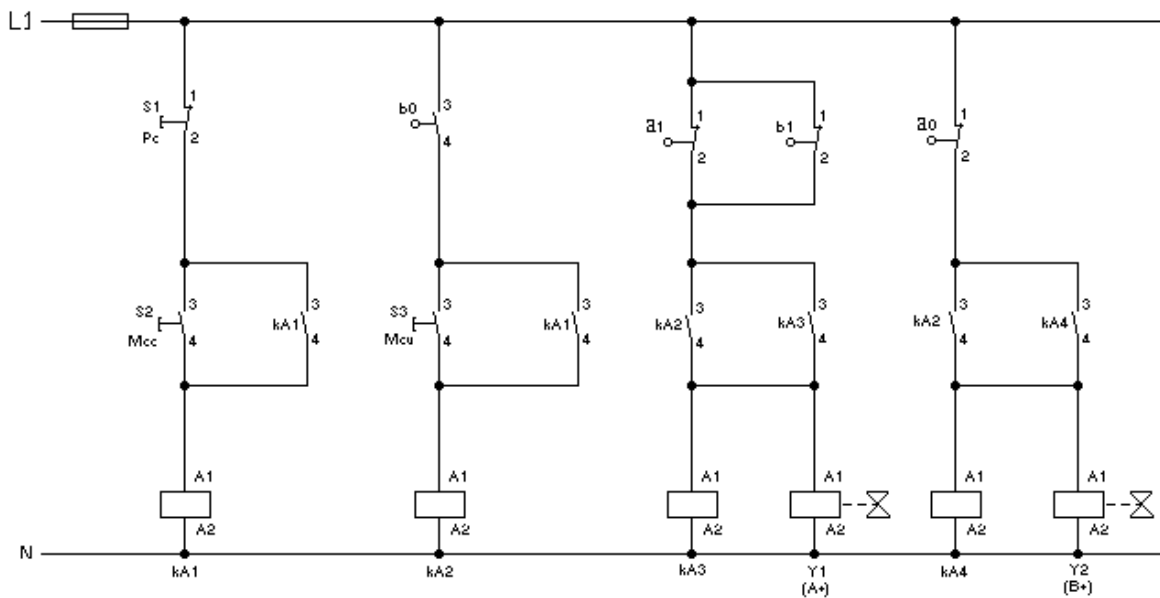 L1
S1 1
Pc 2
b0 3
4
a1 1
2
b1 1
2
a0 1
2
S2 3
Mcc 4
kA1 3
4
S3 3
Mcu 4
kA1 3
4
kA2 3
4
kA3 3
4
kA2 3
4
kA4 3
4
A1 A1 A1 A1 A1 A1
A2 A2 A2 A2 A2 A2
N
kA1 kA2 kA3 Y1 kA4 Y2
(A+) (B+)